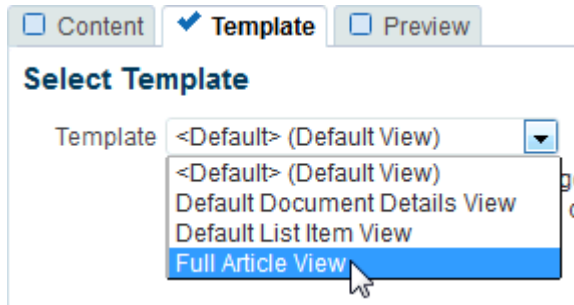 Content Template Preview
Select Template
Template <Default> (Default View)
<Default> (Default View)
Default Document Details View
Default List Item View
Full Article View